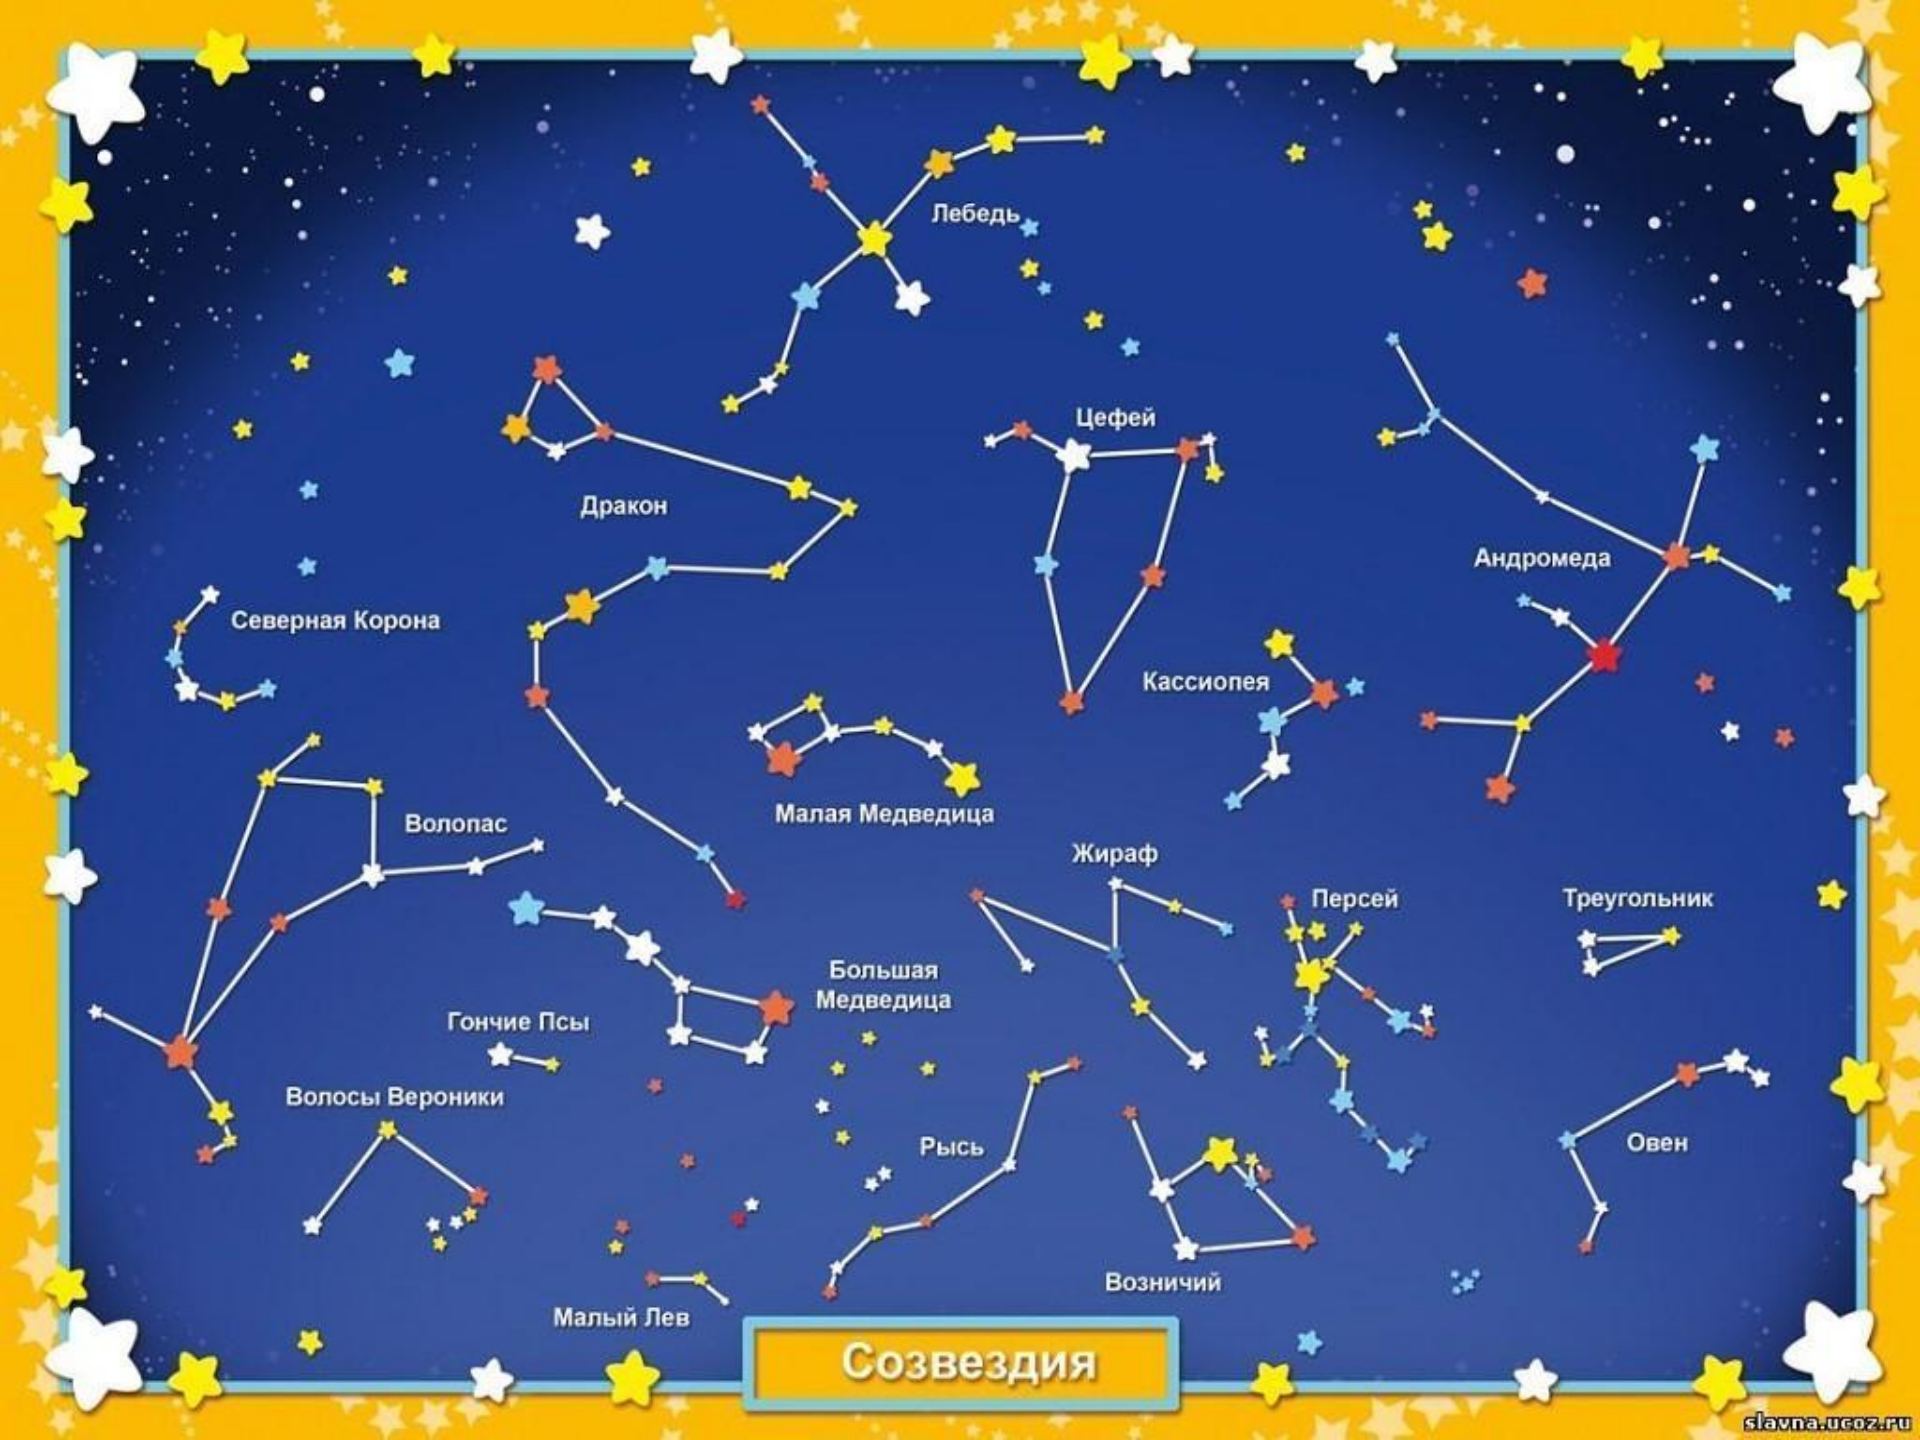 Лебедь
Цефей
Дракон
Андромеда
Северная Корона
Кассиопея
Малая Медведица
Волопас
Жираф
Персей
Треугольник
Большая
Медведица
Гончие Псы
Волосы Вероники
Рысь
Овен
Возничий
Малый Лев
Созвездия
slavna.ucoz.ru